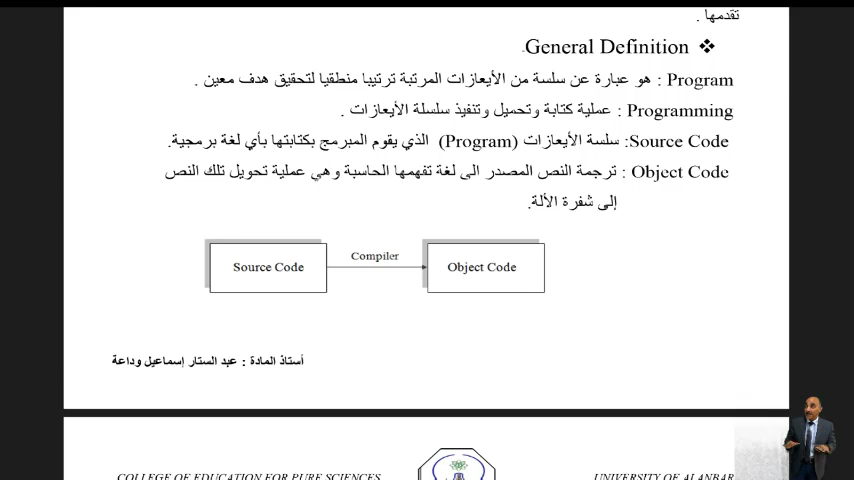 تقدمها .
❖ General Definition.
Program : هو عبارة عن سلسة من الأيعازات المرتبة ترتيبا منطقيا لتحقيق هدف معين .
Programming : عملية كتابة وتحميل وتنفيذ سلسلة الأيعازات .
Source Code: سلسة الأيعازات (Program) الذي يقوم المبرمج بكتابتها بأي لغة برمجية.
Object Code : ترجمة النص المصدر الى لغة تفهمها الحاسبة وهي عملية تحويل تلك النص
إلى شفرة الألة.
Source Code
Compiler
Object Code
أستاذ المادة : عبد الستار إسماعيل وداعة
COLLEGE OF EDUCATION FOR PURE SCIENCES
UNIVERSITY OF ALANBAR